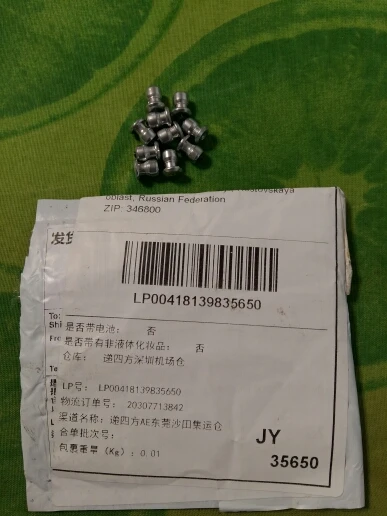 oblast, Russian Federation
ZIP: 346800
发货
LP00418139835650
To:
是否带电池： 否
是否带有非液体化妆品： 否
仓库： 递四方深圳机场仓
LP号： LP00418139835650
物流订单号： 20307713842
渠道名称：递四方AE东莞沙田集运仓
合单批次号：
JY
包裹重量（Kg）：0.01
35650